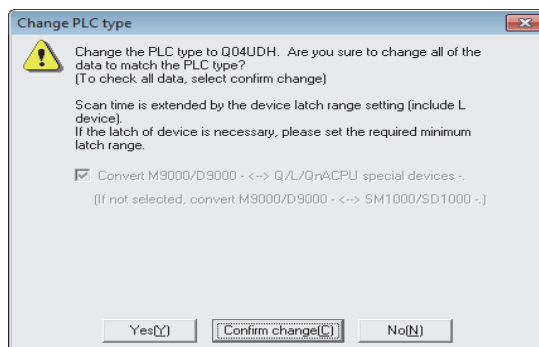 Change PLC type
Change the PLC type to Q04UDH. Are you sure to change all of the
data to match the PLC type?
(To check all data, select confirm change)
Scan time is extended by the device latch range setting (include L
device).
If the latch of device is necessary, please set the required minimum
latch range.
Convert M9000/D9000 - <--> Q/L/QnACPU special devices -.
(If not selected, convert M9000/D9000 - <--> SM1000/SD1000 -.)
Yes(Y) Confirm change(C) No(N)